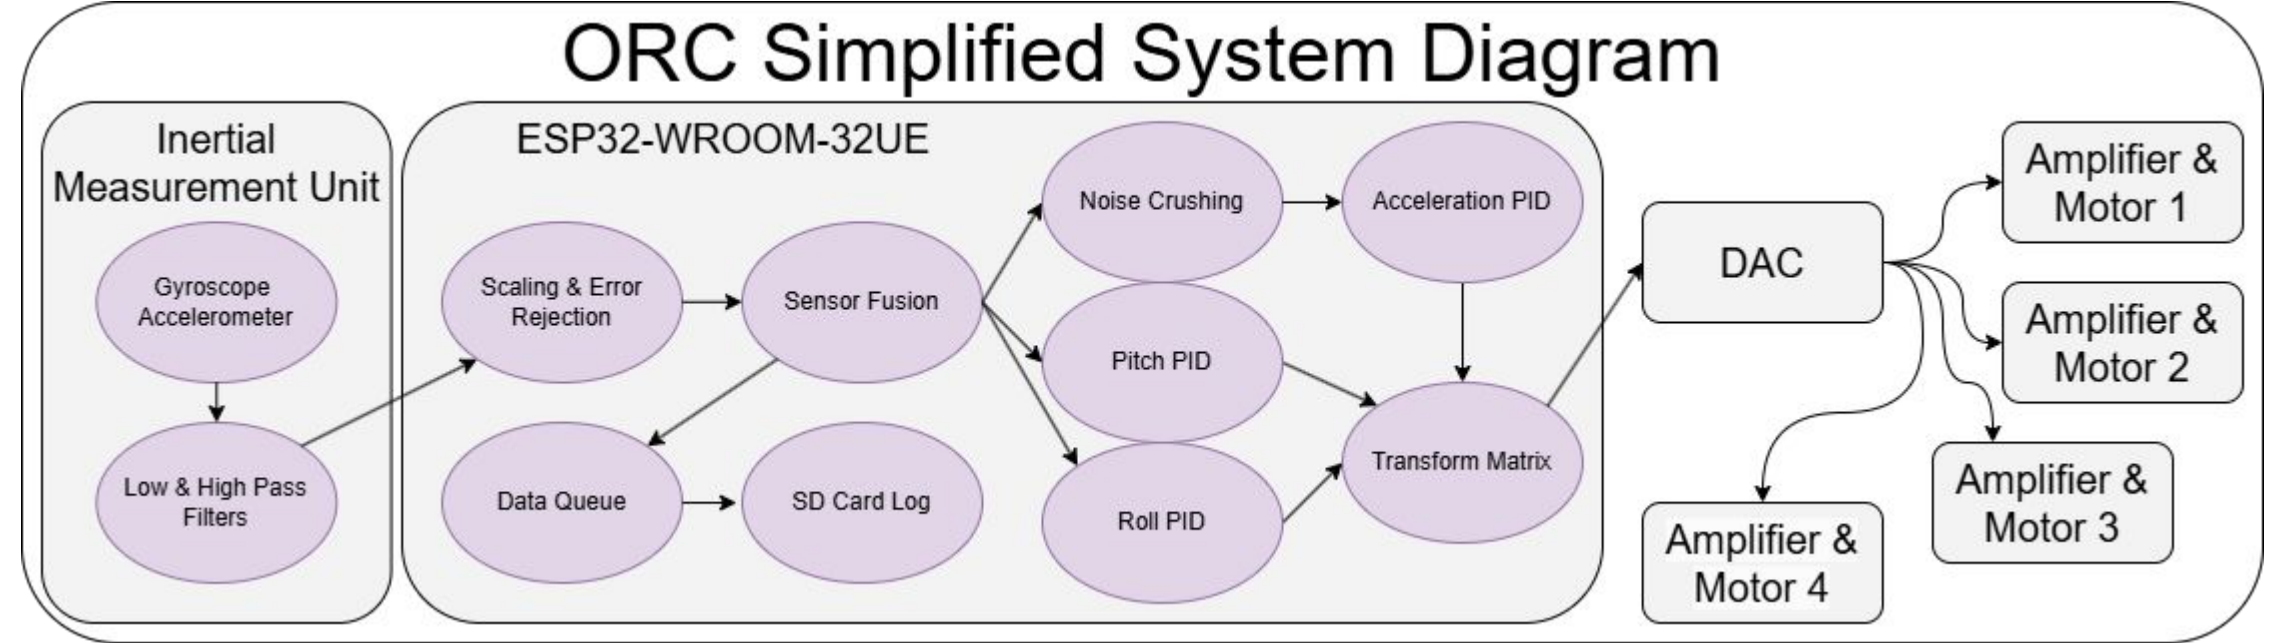 ORC Simplified System Diagram
Inertial
Measurement Unit
Gyroscope
Accelerometer
Low & High Pass
Filters
ESP32-WROOM-32UE
Scaling & Error
Rejection
Sensor Fusion
Data Queue
SD Card Log
Noise Crushing
Acceleration PID
Pitch PID
Roll PID
Transform Matrix
DAC
Amplifier &
Motor 1
Amplifier &
Motor 2
Amplifier &
Motor 3
Amplifier &
Motor 4